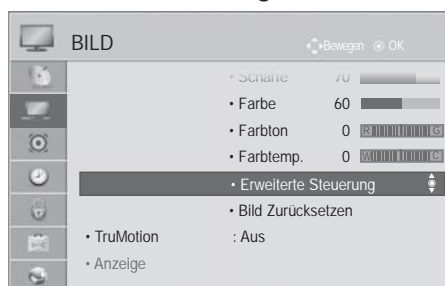 BILD Bewegen OK
• Schärfe 70
• Farbe 60
• Farbton 0 R G
• Farbtemp. 0 W C
• Erweiterte Steuerung
• Bild Zurücksetzen
• TruMotion : Aus
• Anzeige